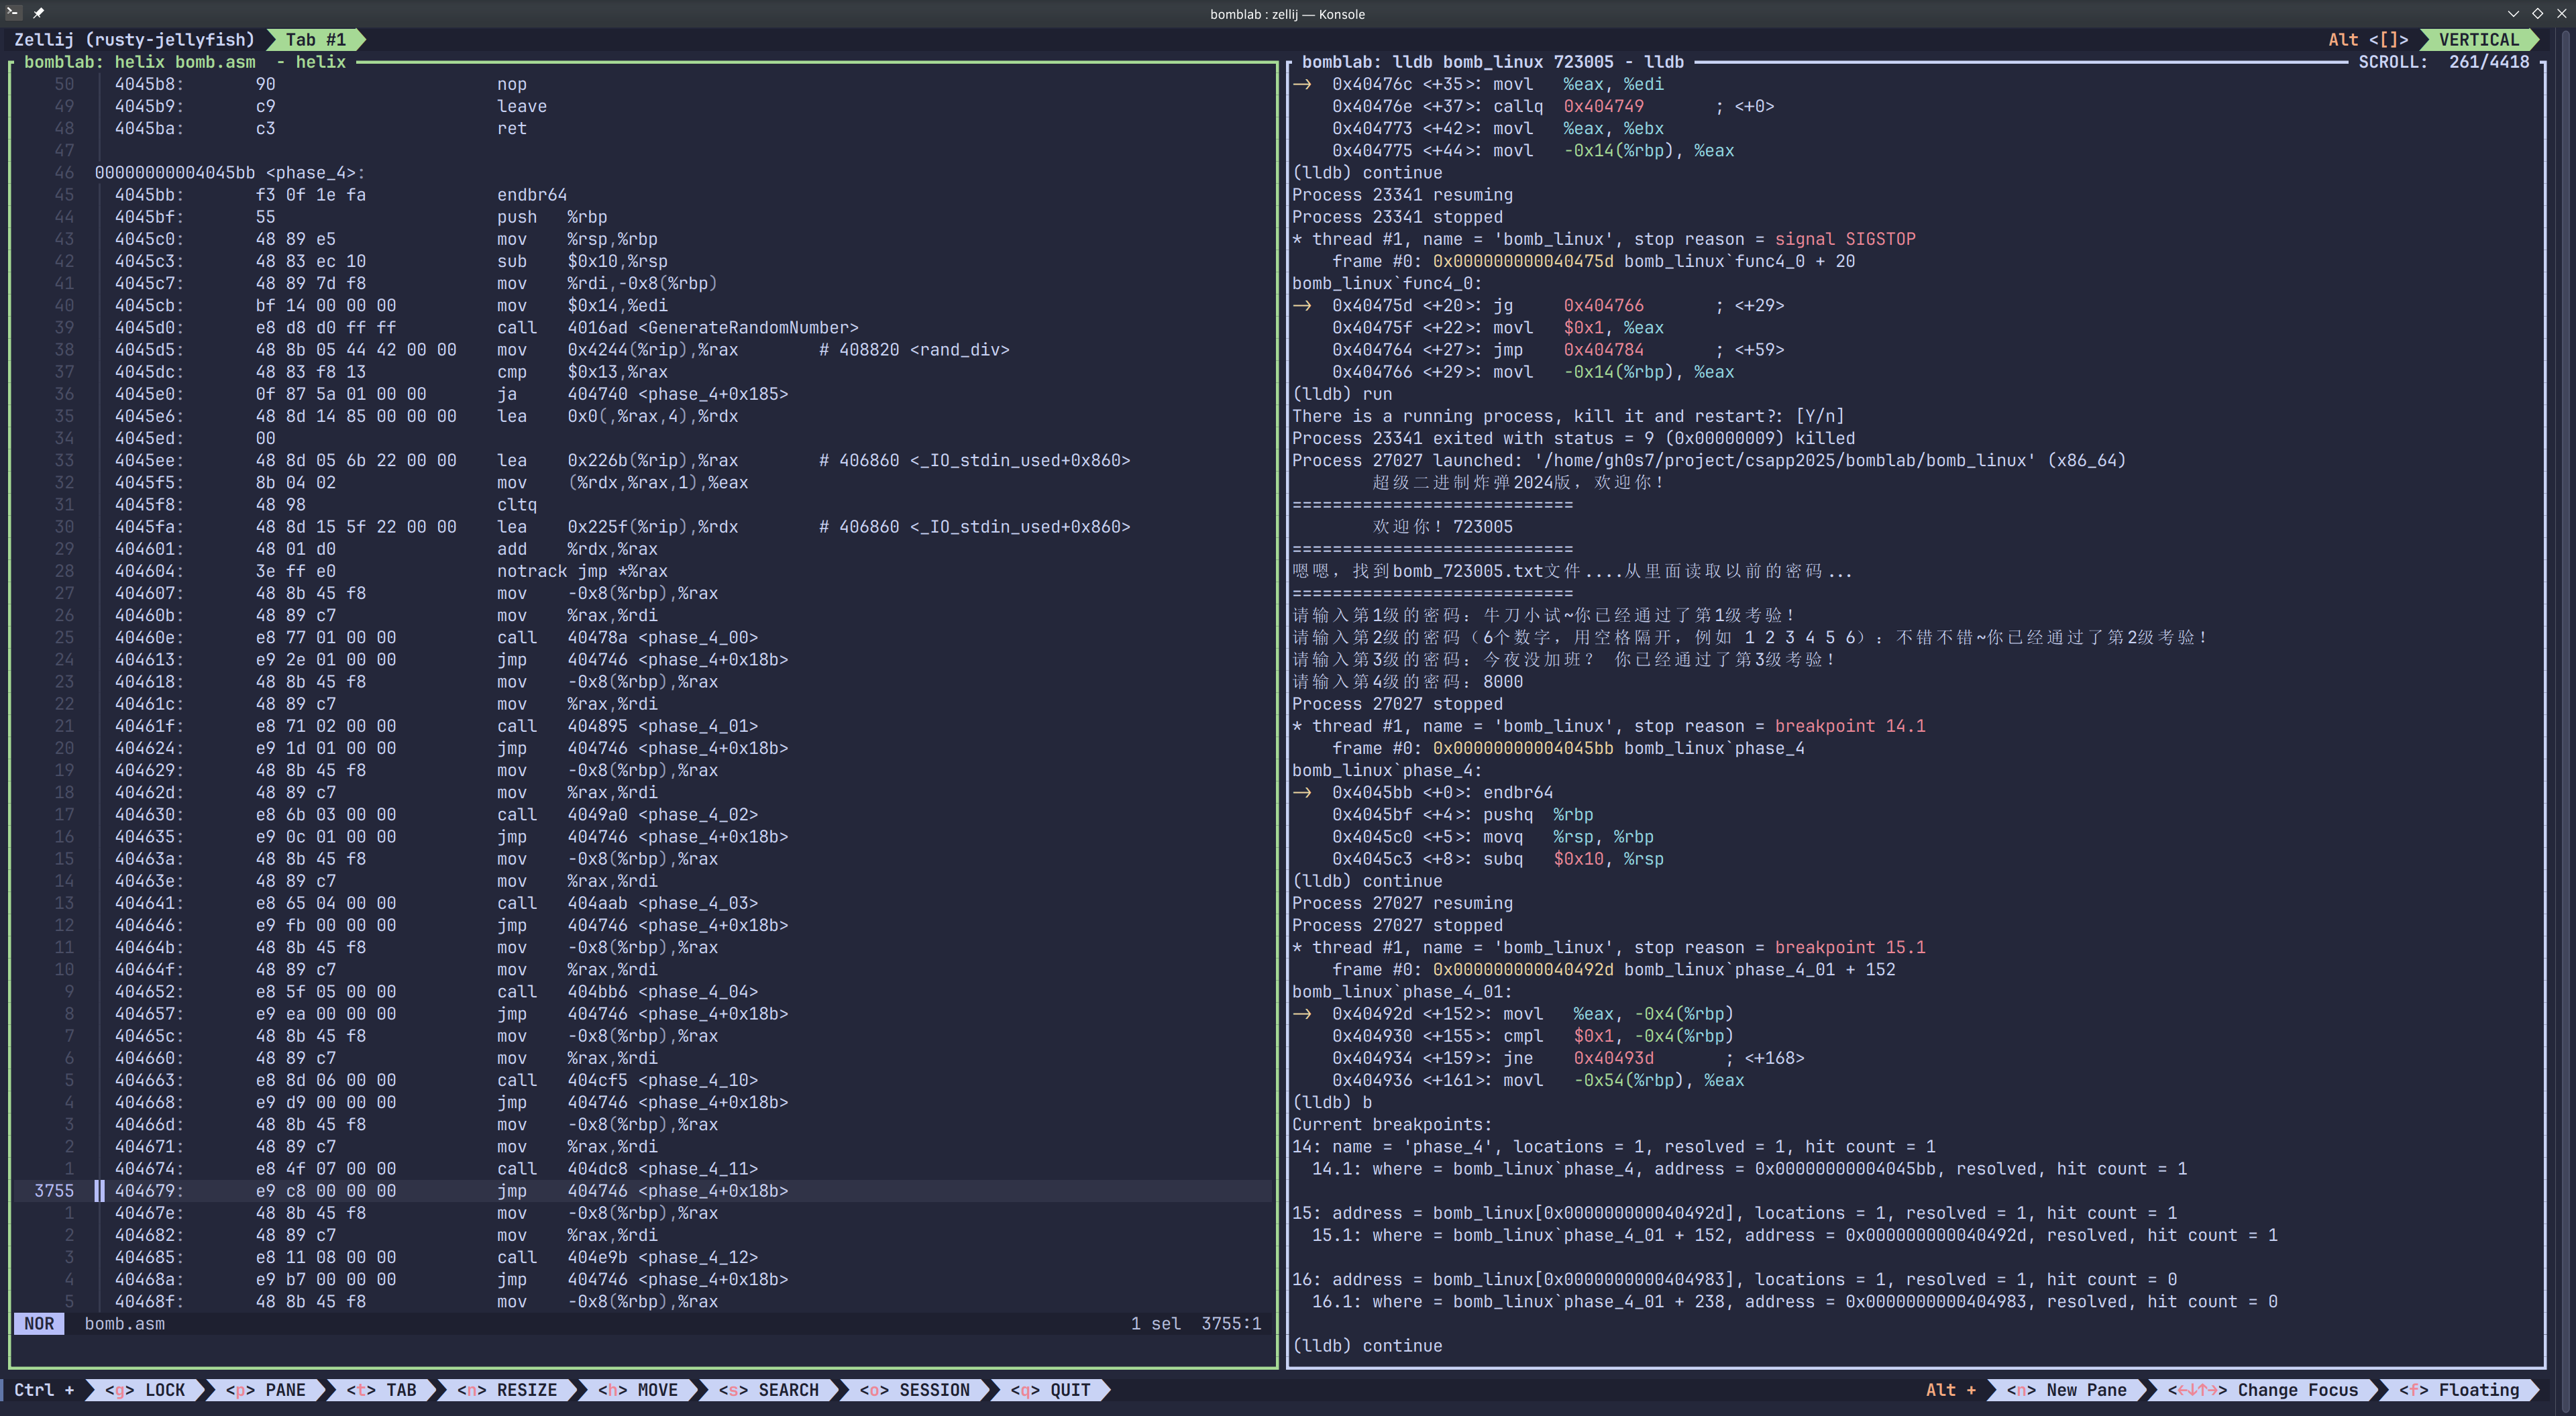 bomblab : zellij — Konsole
Zellij (rusty-jellyfish) Tab #1 Alt <[]> VERTICAL
bomblab: helix bomb.asm - helix
50 4045b8: 90 nop
49 4045b9: c9 leave
48 4045ba: c3 ret
47
46 00000000004045bb <phase_4>:
45 4045bb: f3 0f 1e fa endbr64
44 4045bf: 55 push %rbp
43 4045c0: 48 89 e5 mov %rsp,%rbp
42 4045c3: 48 83 ec 10 sub $0x10,%rsp
41 4045c7: 48 89 7d f8 mov %rdi,-0x8(%rbp)
40 4045cb: bf 14 00 00 00 mov $0x14,%edi
39 4045d0: e8 d8 d0 ff ff call 4016ad <GenerateRandomNumber>
38 4045d5: 48 8b 05 44 42 00 00 mov 0x4244(%rip),%rax # 408820 <rand_div>
37 4045dc: 48 83 f8 13 cmp $0x13,%rax
36 4045e0: 0f 87 5a 01 00 00 ja 404740 <phase_4+0x185>
35 4045e6: 48 8d 14 85 00 00 00 lea 0x0(,%rax,4),%rdx
34 4045ed: 00
33 4045ee: 48 8d 05 6b 22 00 00 lea 0x226b(%rip),%rax # 406860 <_IO_stdin_used+0x860>
32 4045f5: 8b 04 02 mov (%rdx,%rax,1),%eax
31 4045f8: 48 98 cltq
30 4045fa: 48 8d 15 5f 22 00 00 lea 0x225f(%rip),%rdx # 406860 <_IO_stdin_used+0x860>
29 404601: 48 01 d0 add %rdx,%rax
28 404604: 3e ff e0 notrack jmp *%rax
27 404607: 48 8b 45 f8 mov -0x8(%rbp),%rax
26 40460b: 48 89 c7 mov %rax,%rdi
25 40460e: e8 77 01 00 00 call 40478a <phase_4_00>
24 404613: e9 2e 01 00 00 jmp 404746 <phase_4+0x18b>
23 404618: 48 8b 45 f8 mov -0x8(%rbp),%rax
22 40461c: 48 89 c7 mov %rax,%rdi
21 40461f: e8 71 02 00 00 call 404895 <phase_4_01>
20 404624: e9 1d 01 00 00 jmp 404746 <phase_4+0x18b>
19 404629: 48 8b 45 f8 mov -0x8(%rbp),%rax
18 40462d: 48 89 c7 mov %rax,%rdi
17 404630: e8 6b 03 00 00 call 4049a0 <phase_4_02>
16 404635: e9 0c 01 00 00 jmp 404746 <phase_4+0x18b>
15 40463a: 48 8b 45 f8 mov -0x8(%rbp),%rax
14 40463e: 48 89 c7 mov %rax,%rdi
13 404641: e8 65 04 00 00 call 404aab <phase_4_03>
12 404646: e9 fb 00 00 00 jmp 404746 <phase_4+0x18b>
11 40464b: 48 8b 45 f8 mov -0x8(%rbp),%rax
10 40464f: 48 89 c7 mov %rax,%rdi
9 404652: e8 5f 05 00 00 call 404bb6 <phase_4_04>
8 404657: e9 ea 00 00 00 jmp 404746 <phase_4+0x18b>
7 40465c: 48 8b 45 f8 mov -0x8(%rbp),%rax
6 404660: 48 89 c7 mov %rax,%rdi
5 404663: e8 8d 06 00 00 call 404cf5 <phase_4_10>
4 404668: e9 d9 00 00 00 jmp 404746 <phase_4+0x18b>
3 40466d: 48 8b 45 f8 mov -0x8(%rbp),%rax
2 404671: 48 89 c7 mov %rax,%rdi
1 404674: e8 4f 07 00 00 call 404dc8 <phase_4_11>
3755 404679: e9 c8 00 00 00 jmp 404746 <phase_4+0x18b>
1 40467e: 48 8b 45 f8 mov -0x8(%rbp),%rax
2 404682: 48 89 c7 mov %rax,%rdi
3 404685: e8 11 08 00 00 call 404e9b <phase_4_12>
4 40468a: e9 b7 00 00 00 jmp 404746 <phase_4+0x18b>
5 40468f: 48 8b 45 f8 mov -0x8(%rbp),%rax
NOR bomb.asm 1 sel 3755:1
bomblab: lldb bomb_linux 723005 - lldb SCROLL: 261/4418
-> 0x40476c <+35>: movl %eax, %edi
0x40476e <+37>: callq 0x404749 ; <+0>
0x404773 <+42>: movl %eax, %ebx
0x404775 <+44>: movl -0x14(%rbp), %eax
(lldb) continue
Process 23341 resuming
Process 23341 stopped
* thread #1, name = 'bomb_linux', stop reason = signal SIGSTOP
frame #0: 0x000000000040475d bomb_linux`func4_0 + 20
bomb_linux`func4_0:
-> 0x40475d <+20>: jg 0x404766 ; <+29>
0x40475f <+22>: movl $0x1, %eax
0x404764 <+27>: jmp 0x404784 ; <+59>
0x404766 <+29>: movl -0x14(%rbp), %eax
(lldb) run
There is a running process, kill it and restart?: [Y/n]
Process 23341 exited with status = 9 (0x00000009) killed
Process 27027 launched: '/home/gh0s7/project/csapp2025/bomblab/bomb_linux' (x86_64)
超级二进制炸弹2024版，欢迎你！
============================
欢迎你！723005
============================
嗯嗯，找到bomb_723005.txt文件....从里面读取以前的密码...
============================
请输入第1级的密码：牛刀小试~你已经通过了第1级考验！
请输入第2级的密码（6个数字，用空格隔开，例如 1 2 3 4 5 6）：不错不错~你已经通过了第2级考验！
请输入第3级的密码：今夜没加班？ 你已经通过了第3级考验！
请输入第4级的密码：8000
Process 27027 stopped
* thread #1, name = 'bomb_linux', stop reason = breakpoint 14.1
frame #0: 0x00000000004045bb bomb_linux`phase_4
bomb_linux`phase_4:
-> 0x4045bb <+0>: endbr64
0x4045bf <+4>: pushq %rbp
0x4045c0 <+5>: movq %rsp, %rbp
0x4045c3 <+8>: subq $0x10, %rsp
(lldb) continue
Process 27027 resuming
Process 27027 stopped
* thread #1, name = 'bomb_linux', stop reason = breakpoint 15.1
frame #0: 0x000000000040492d bomb_linux`phase_4_01 + 152
bomb_linux`phase_4_01:
-> 0x40492d <+152>: movl %eax, -0x4(%rbp)
0x404930 <+155>: cmpl $0x1, -0x4(%rbp)
0x404934 <+159>: jne 0x40493d ; <+168>
0x404936 <+161>: movl -0x54(%rbp), %eax
(lldb) b
Current breakpoints:
14: name = 'phase_4', locations = 1, resolved = 1, hit count = 1
14.1: where = bomb_linux`phase_4, address = 0x00000000004045bb, resolved, hit count = 1
15: address = bomb_linux[0x000000000040492d], locations = 1, resolved = 1, hit count = 1
15.1: where = bomb_linux`phase_4_01 + 152, address = 0x000000000040492d, resolved, hit count = 1
16: address = bomb_linux[0x0000000000404983], locations = 1, resolved = 1, hit count = 0
16.1: where = bomb_linux`phase_4_01 + 238, address = 0x0000000000404983, resolved, hit count = 0
(lldb) continue
Ctrl + <g> LOCK <p> PANE <t> TAB <n> RESIZE <h> MOVE <s> SEARCH <o> SESSION <q> QUIT Alt + <n> New Pane <←↓↑→> Change Focus <f> Floating